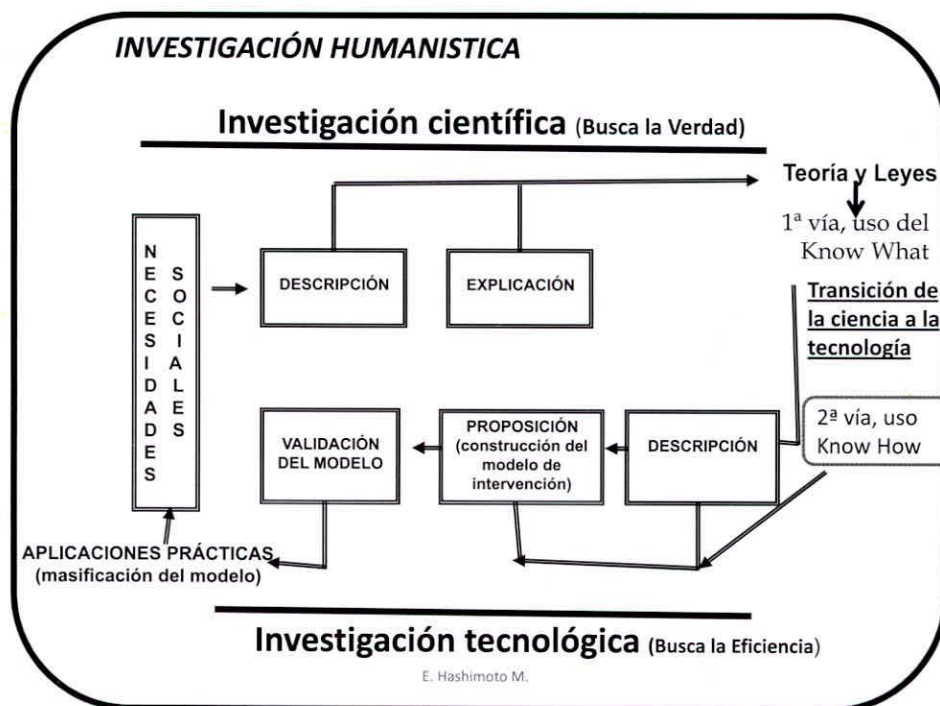 INVESTIGACIÓN HUMANISTICA
Investigación científica (Busca la Verdad)
Teoría y Leyes
1ª vía, uso del
Know What
Transición de
la ciencia a la
tecnología
NECESIDADES
SOCIALES
DESCRIPCIÓN
EXPLICACIÓN
2ª vía, uso
Know How
VALIDACIÓN
DEL MODELO
PROPOSICIÓN
(construcción del
modelo de
intervención)
DESCRIPCIÓN
APLICACIONES PRÁCTICAS
(masificación del modelo)
Investigación tecnológica (Busca la Eficiencia)
E. Hashimoto M.